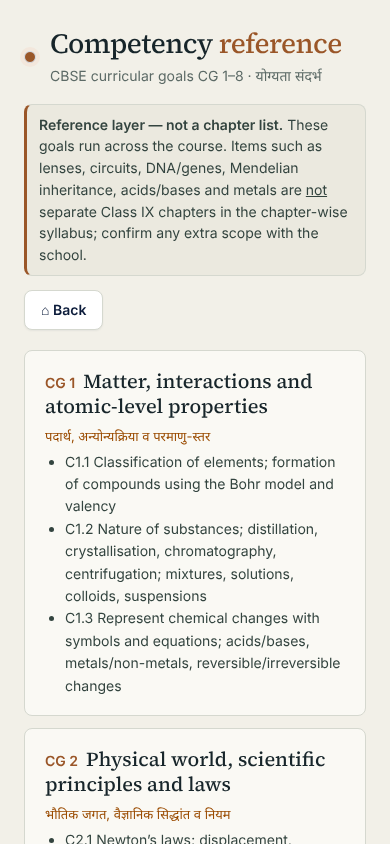 Competency reference
CBSE curricular goals CG 1–8 · योग्यता संदर्भ
Reference layer — not a chapter list. These
goals run across the course. Items such as
lenses, circuits, DNA/genes, Mendelian
inheritance, acids/bases and metals are not
separate Class IX chapters in the chapter-wise
syllabus; confirm any extra scope with the
school.
⌂ Back
CG 1 Matter, interactions and
atomic-level properties
पदार्थ, अन्योन्यक्रिया व परमाणु-स्तर
• C1.1 Classification of elements; formation
of compounds using the Bohr model and
valency
• C1.2 Nature of substances; distillation,
crystallisation, chromatography,
centrifugation; mixtures, solutions,
colloids, suspensions
• C1.3 Represent chemical changes with
symbols and equations; acids/bases,
metals/non-metals, reversible/irreversible
changes
CG 2 Physical world, scientific
principles and laws
भौतिक जगत, वैज्ञानिक सिद्धांत व नियम
• C2.1 Newton's laws; displacement,